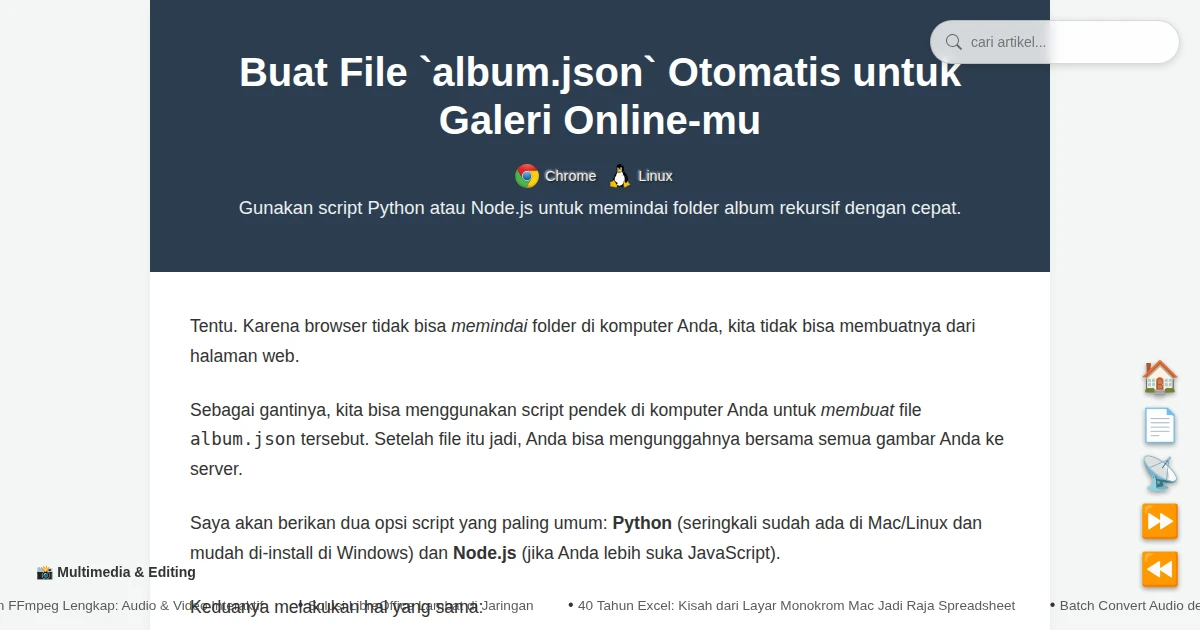 cari artikel...
Buat File `album.json` Otomatis untuk
Galeri Online-mu
Chrome Linux
Gunakan script Python atau Node.js untuk memindai folder album rekursif dengan cepat.
Tentu. Karena browser tidak bisa memindai folder di komputer Anda, kita tidak bisa membuatnya dari
halaman web.
Sebagai gantinya, kita bisa menggunakan script pendek di komputer Anda untuk membuat file
album.json tersebut. Setelah file itu jadi, Anda bisa mengunggahnya bersama semua gambar Anda ke
server.
Saya akan berikan dua opsi script yang paling umum: Python (seringkali sudah ada di Mac/Linux dan
mudah di-install di Windows) dan Node.js (jika Anda lebih suka JavaScript).
📸 Multimedia & Editing
Keduanya melakukan hal yang sama:
FFmpeg Lengkap: Audio &
Jaringan
• 40 Tahun Excel: Kisah dari Layar Monokrom Mac Jadi Raja Spreadsheet
• Batch Convert Audio